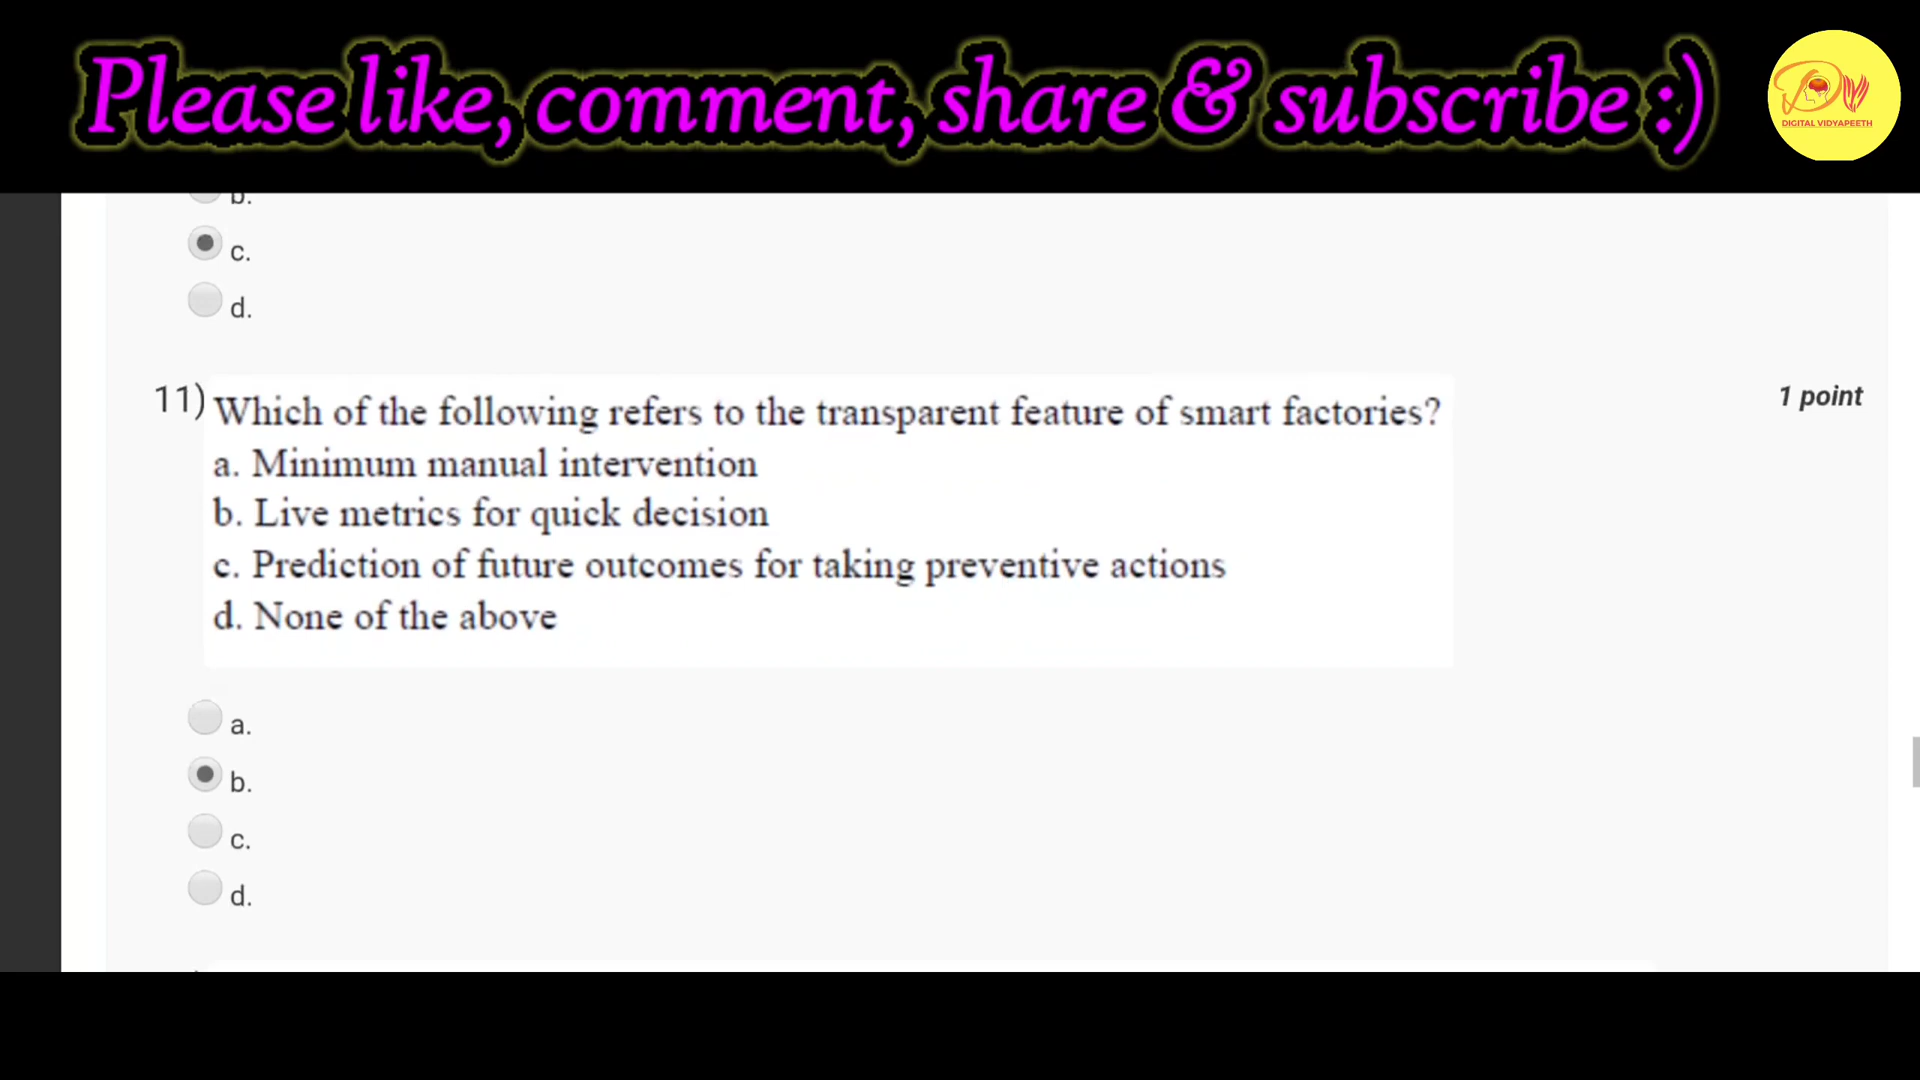 Please like, comment, share & subscribe :)
DV
DIGITAL VIDYAPEETH
b.
c.
d.
11) Which of the following refers to the transparent feature of smart factories?
1 point
a. Minimum manual intervention
b. Live metrics for quick decision
c. Prediction of future outcomes for taking preventive actions
d. None of the above
a.
b.
c.
d.